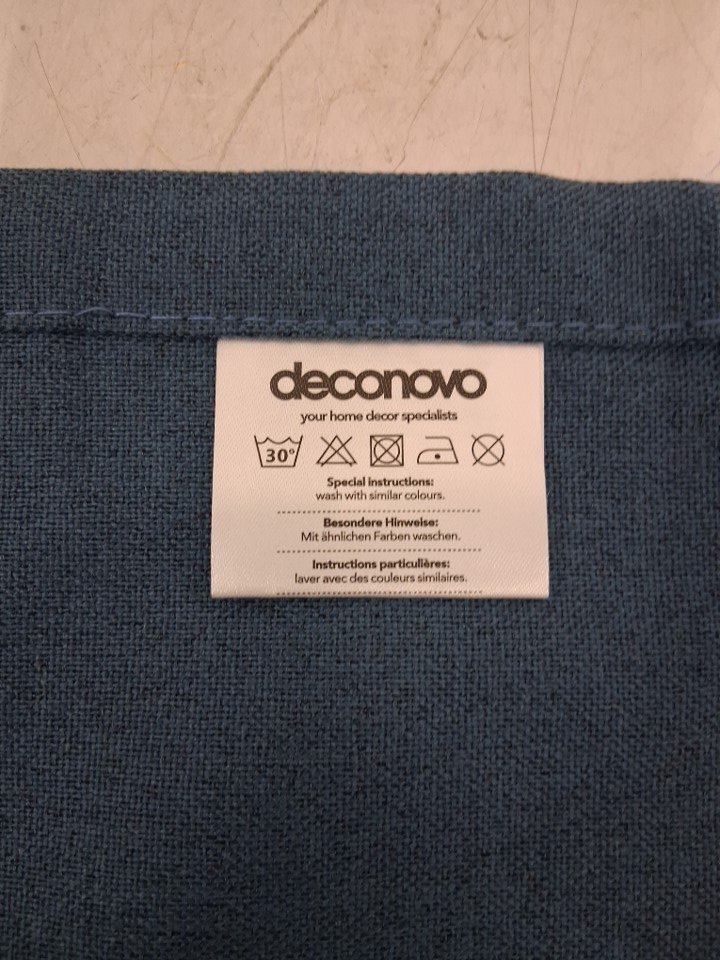 deconovo
your home decor specialists
30°
Special instructions:
wash with similar colours.
Besondere Hinweise:
Mit ähnlichen Farben waschen.
Instructions particulières:
laver avec des couleurs similaires.